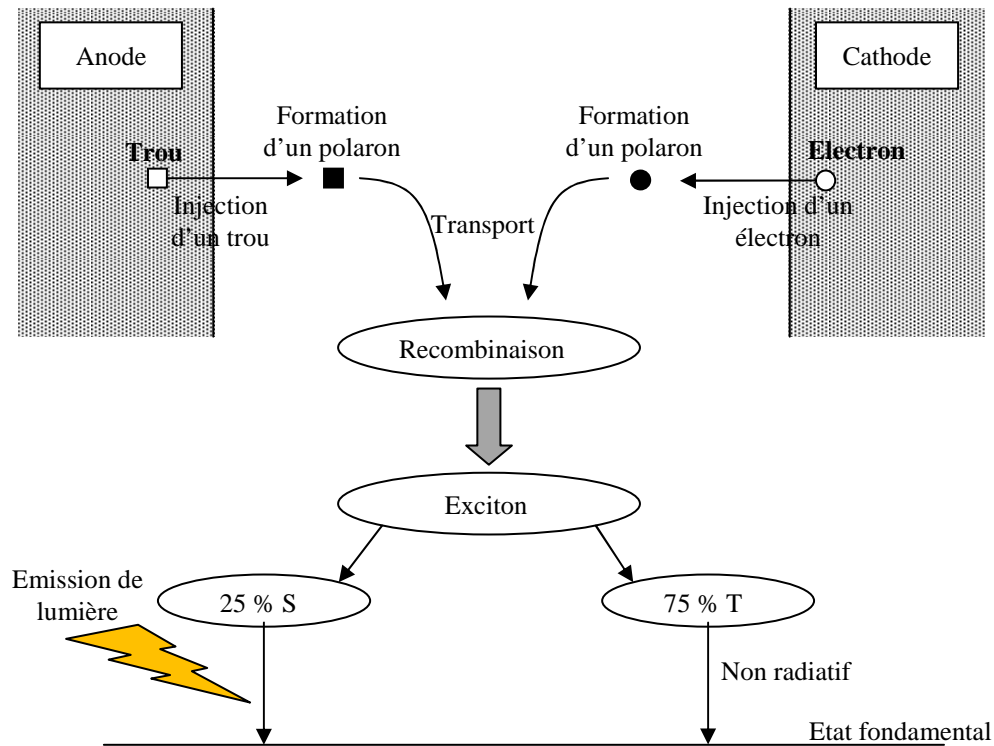 Anode
Cathode
Formation
d'un polaron
Formation
d'un polaron
Trou
Electron
Injection
d'un trou
Transport
Injection d'un
électron
Recombinaison
Exciton
Emission de
lumière
25 % S
75 % T
Non radiatif
Etat fondamental